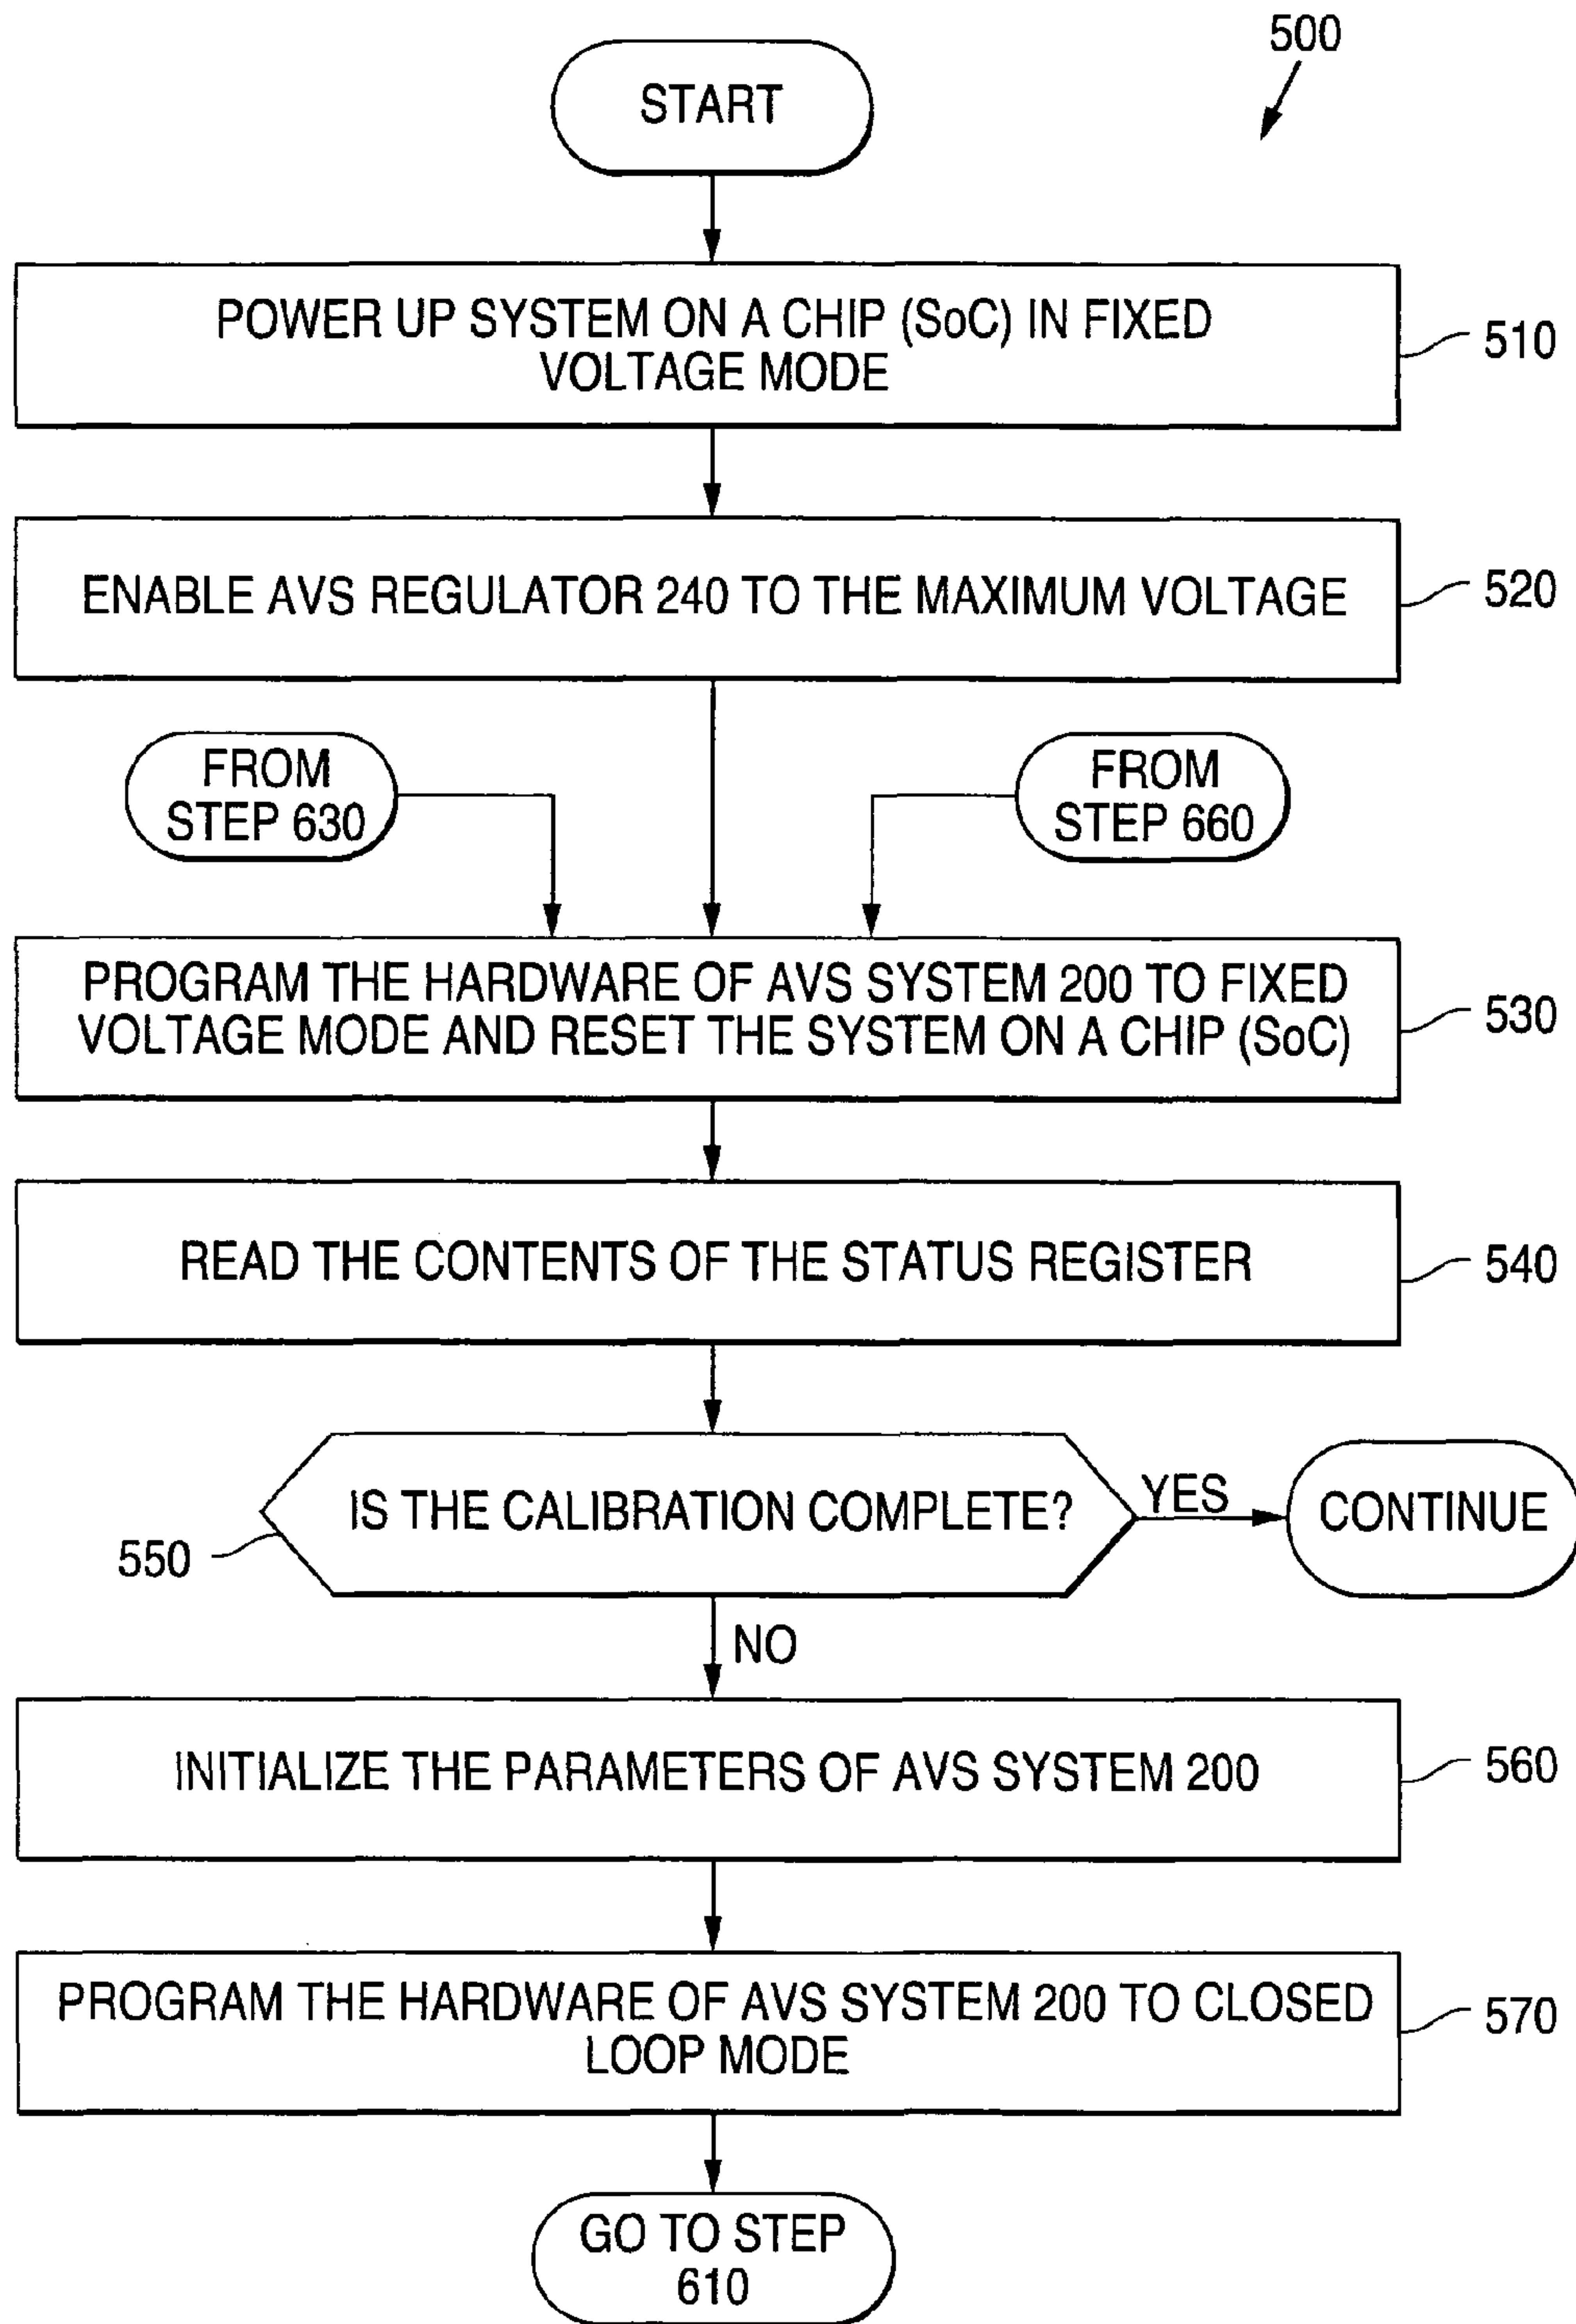 500
START
POWER UP SYSTEM ON A CHIP (SoC) IN FIXED
VOLTAGE MODE
510
ENABLE AVS REGULATOR 240 TO THE MAXIMUM VOLTAGE
520
FROM
STEP 630
FROM
STEP 660
PROGRAM THE HARDWARE OF AVS SYSTEM 200 TO FIXED
VOLTAGE MODE AND RESET THE SYSTEM ON A CHIP (SoC)
530
READ THE CONTENTS OF THE STATUS REGISTER
540
IS THE CALIBRATION COMPLETE?
YES
CONTINUE
550
NO
INITIALIZE THE PARAMETERS OF AVS SYSTEM 200
560
PROGRAM THE HARDWARE OF AVS SYSTEM 200 TO CLOSED
LOOP MODE
570
GO TO STEP
610